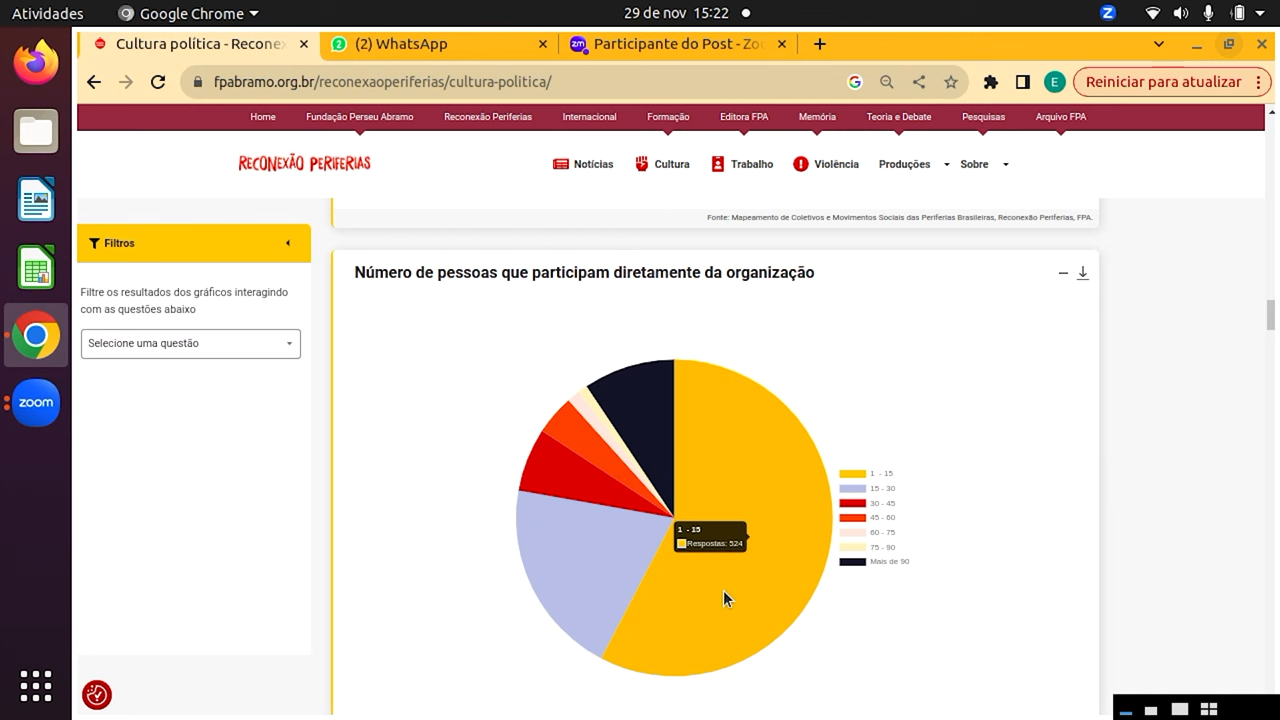 Atividades
Google Chrome
29 de nov 15:22
Cultura política - Reconex
(2) WhatsApp
Participante do Post - Zoo
fpabramo.org.br/reconexaoperiferias/cultura-politica/
E
Reiniciar para atualizar
Home
Fundação Perseu Abramo
Reconexão Periferias
Internacional
Formação
Editora FPA
Memória
Teoria e Debate
Pesquisas
Arquivo FPA
RECONEXÃO PERIFERIAS
Notícias
Cultura
Trabalho
Violência
Produções
Sobre
Fonte: Mapeamento de Coletivos e Movimentos Sociais das Periferias Brasileiras, Reconexão Periferias, FPA.
Filtros
Filtre os resultados dos gráficos interagindo
com as questões abaixo
Selecione uma questão
Número de pessoas que participam diretamente da organização
1 - 15
Respostas: 524
1 - 15
15 - 30
30 - 45
45 - 60
60 - 75
75 - 90
Mais de 90
zoom
zm
Z
2